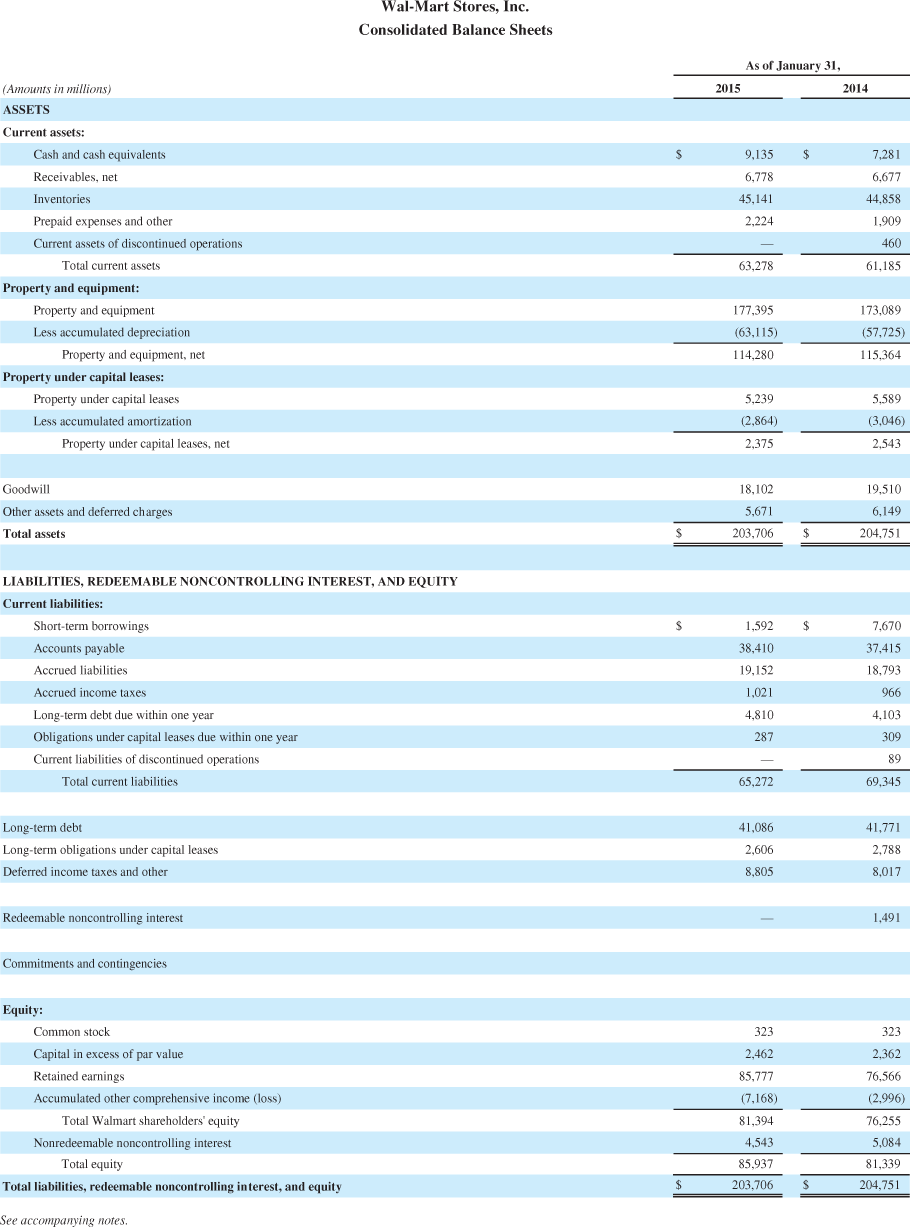 Wal-Mart Stores, Inc.
Consolidated Balance Sheets
As of January 31,
(Amounts in millions) 2015 2014
ASSETS
Current assets:
Cash and cash equivalents $ 9,135 $ 7,281
Receivables, net 6,778 6,677
Inventories 45,141 44,858
Prepaid expenses and other 2,224 1,909
Current assets of discontinued operations — 460
Total current assets 63,278 61,185
Property and equipment:
Property and equipment 177,395 173,089
Less accumulated depreciation (63,115) (57,725)
Property and equipment, net 114,280 115,364
Property under capital leases:
Property under capital leases 5,239 5,589
Less accumulated amortization (2,864) (3,046)
Property under capital leases, net 2,375 2,543
Goodwill 18,102 19,510
Other assets and deferred charges 5,671 6,149
Total assets $ 203,706 $ 204,751
LIABILITIES, REDEEMABLE NONCONTROLLING INTEREST, AND EQUITY
Current liabilities:
Short-term borrowings $ 1,592 $ 7,670
Accounts payable 38,410 37,415
Accrued liabilities 19,152 18,793
Accrued income taxes 1,021 966
Long-term debt due within one year 4,810 4,103
Obligations under capital leases due within one year 287 309
Current liabilities of discontinued operations — 89
Total current liabilities 65,272 69,345
Long-term debt 41,086 41,771
Long-term obligations under capital leases 2,606 2,788
Deferred income taxes and other 8,805 8,017
Redeemable noncontrolling interest — 1,491
Commitments and contingencies
Equity:
Common stock 323 323
Capital in excess of par value 2,462 2,362
Retained earnings 85,777 76,566
Accumulated other comprehensive income (loss) (7,168) (2,996)
Total Walmart shareholders' equity 81,394 76,255
Nonredeemable noncontrolling interest 4,543 5,084
Total equity 85,937 81,339
Total liabilities, redeemable noncontrolling interest, and equity $ 203,706 $ 204,751
See accompanying notes.